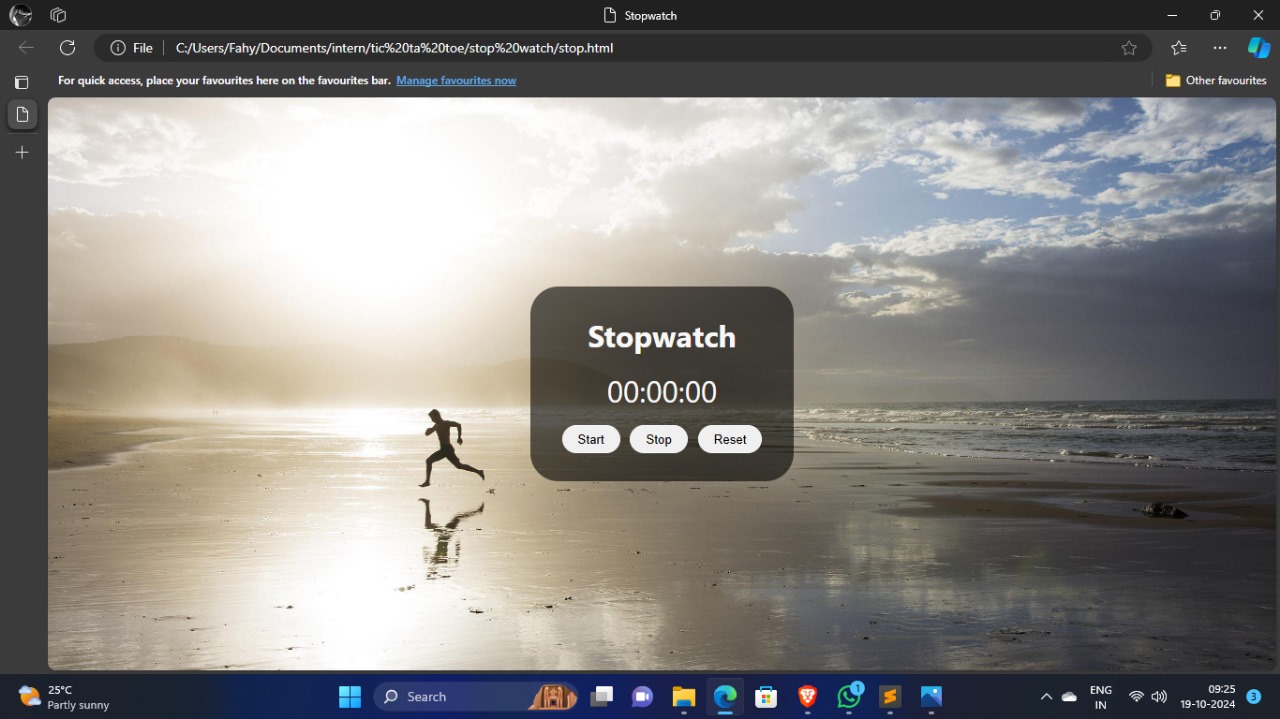 Stopwatch
File
C:/Users/Fahy/Documents/intern/tic%20ta%20toe/stop%20watch/stop.html
For quick access, place your favourites here on the favourites bar. Manage favourites now
Other favourites
Stopwatch
00:00:00
Start Stop Reset
25°C
Partly sunny
Search
1
ENG
IN
09:25
19-10-2024
3